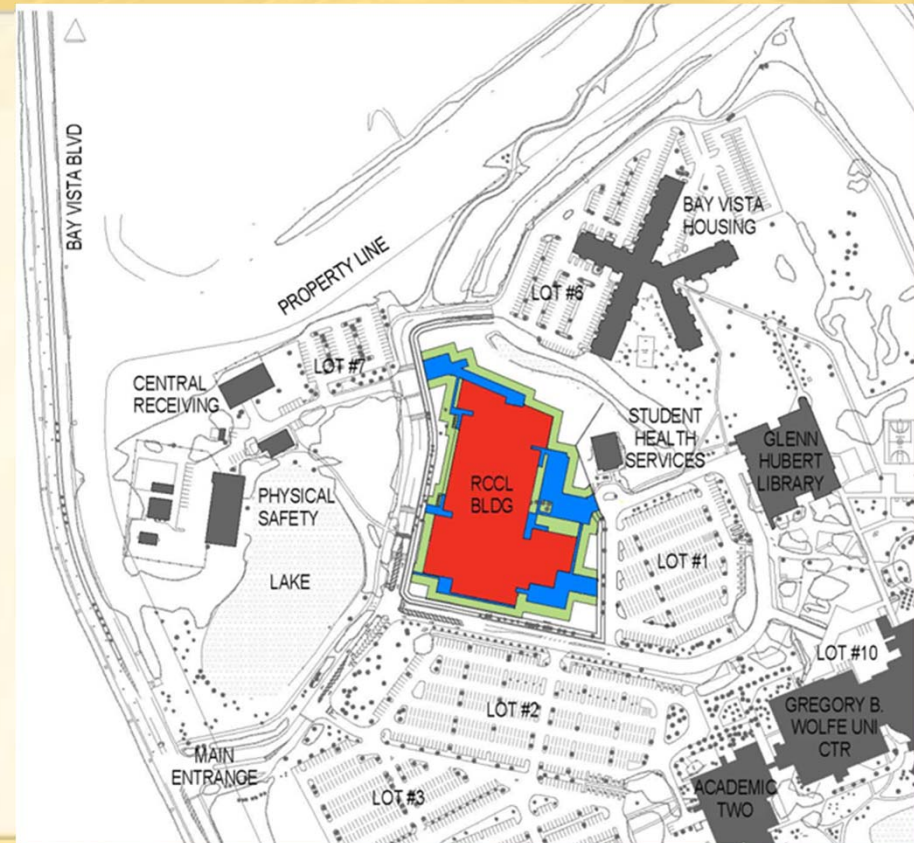 BAY VISTA BLVD
PROPERTY LINE
BAY VISTA
HOUSING
LOT #6
LOT #7
CENTRAL
RECEIVING
STUDENT
HEALTH
SERVICES
GLENN
HUBERT
LIBRARY
RCCL
BLDG
PHYSICAL
SAFETY
LOT #1
LAKE
LOT #10
LOT #2
GREGORY B.
WOLFE UNI
CTR
MAIN
ENTRANCE
LOT #3
ACADEMIC
TWO